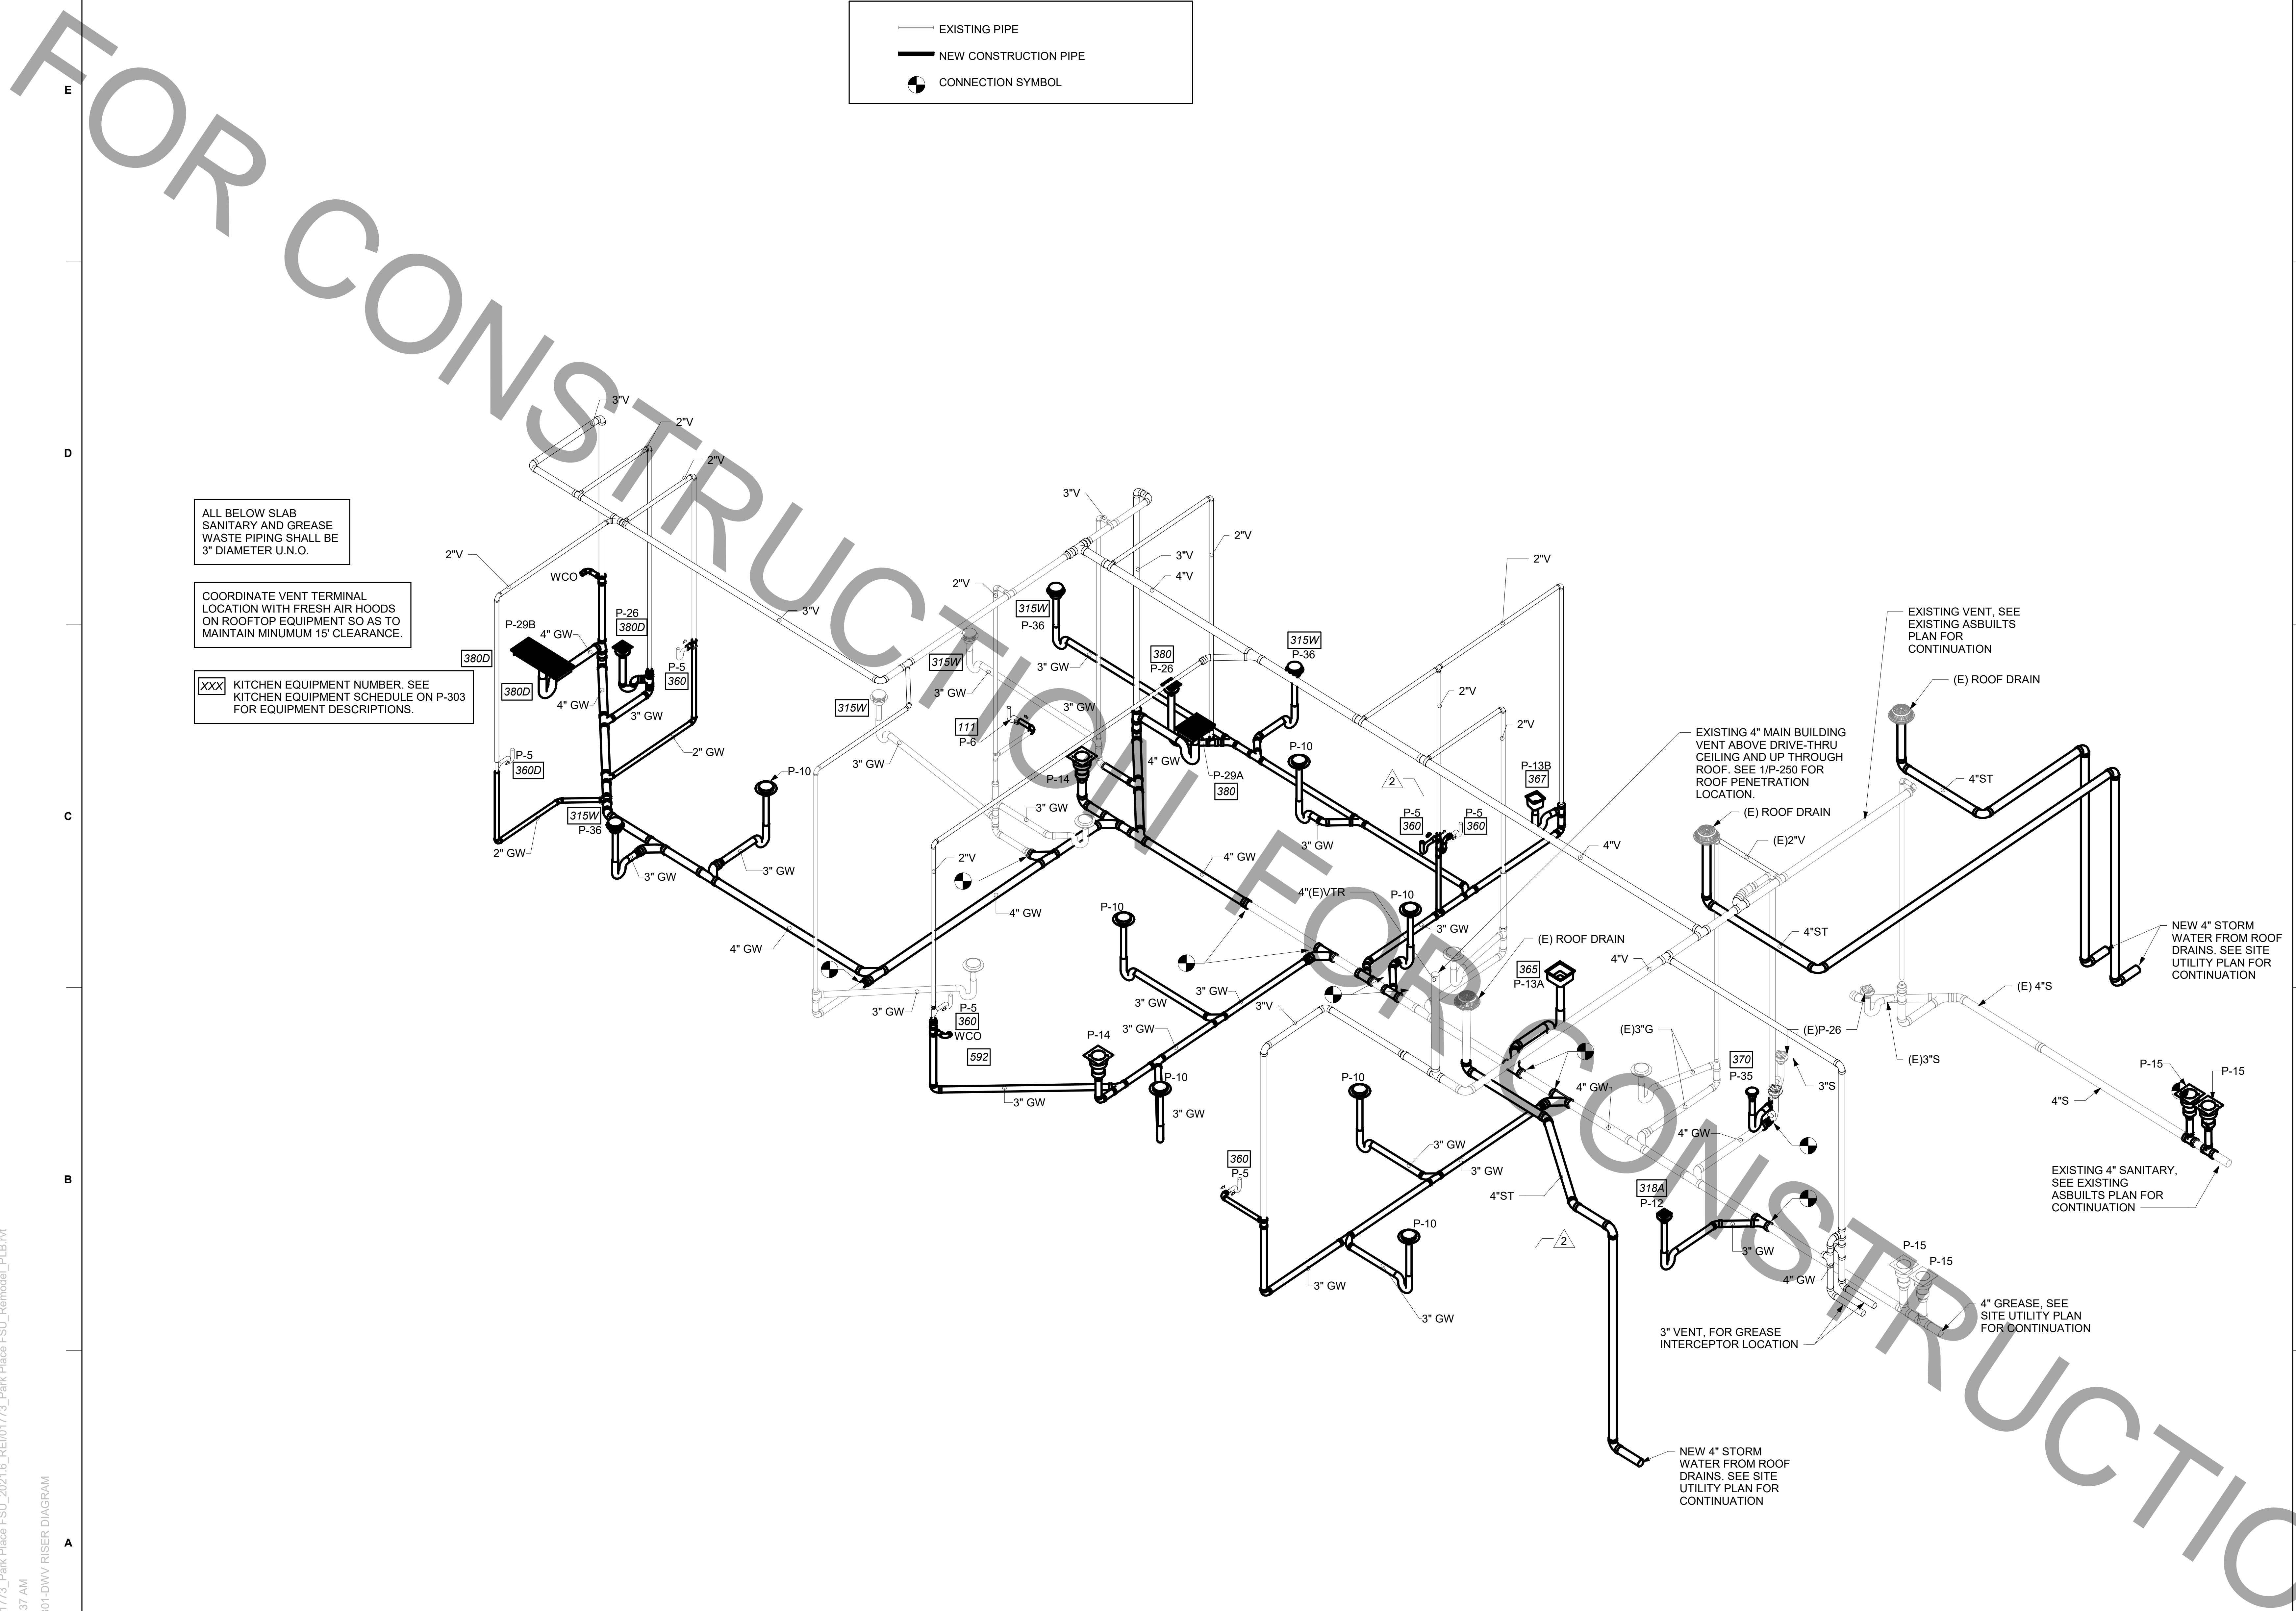 EXISTING PIPE
NEW CONSTRUCTION PIPE
CONNECTION SYMBOL
FOR CONSTRUCTION FOR CONSTRUCTIO
E
D
C
B
A
ALL BELOW SLAB
SANITARY AND GREASE
WASTE PIPING SHALL BE
3" DIAMETER U.N.O.
COORDINATE VENT TERMINAL
LOCATION WITH FRESH AIR HOODS
ON ROOFTOP EQUIPMENT SO AS TO
MAINTAIN MINUMUM 15' CLEARANCE.
XXX
KITCHEN EQUIPMENT NUMBER. SEE
KITCHEN EQUIPMENT SCHEDULE ON P-303
FOR EQUIPMENT DESCRIPTIONS.
3"V
2"V
2"V
2"V
WCO
P-29B
4" GW
P-26
380D
380D
380D
4" GW
3" GW
P-5
360
2" GW
P-5
360D
2" GW
315W
P-36
3" GW
P-10
3" GW
3"V
4" GW
3"V
3"V
4"V
2"V
2"V
315W
P-36
3" GW
315W
3" GW
315W
3" GW
111
P-6
380
P-26
3" GW
315W
P-36
4" GW
P-29A
380
P-14
P-10
3" GW
3" GW
2"V
4" GW
4" GW
2"V
2"V
2"V
2
P-13B
367
P-5
360
P-5
360
4"V
4"(E)VTR
P-10
3" GW
EXISTING 4" MAIN BUILDING
VENT ABOVE DRIVE-THRU
CEILING AND UP THROUGH
ROOF. SEE 1/P-250 FOR
ROOF PENETRATION
LOCATION.
EXISTING VENT, SEE
EXISTING ASBUILTS
PLAN FOR
CONTINUATION
(E) ROOF DRAIN
4"ST
(E) ROOF DRAIN
(E)2"V
4"ST
NEW 4" STORM
WATER FROM ROOF
DRAINS. SEE SITE
UTILITY PLAN FOR
CONTINUATION
(E) ROOF DRAIN
4"V
365
P-13A
(E) 4"S
(E)P-26
(E)3"S
(E)3"G
370
P-35
3"S
4"S
P-15
P-15
EXISTING 4" SANITARY,
SEE EXISTING
ASBUILTS PLAN FOR
CONTINUATION
P-10
3" GW
3" GW
3" GW
3" GW
P-5
360
WCO
592
P-14
P-10
3" GW
3" GW
3"V
P-10
3" GW
3" GW
4" GW
4" GW
360
P-5
4"ST
2
P-10
3" GW
3" GW
318A
P-12
3" GW
4" GW
P-15
P-15
3" VENT, FOR GREASE
INTERCEPTOR LOCATION
4" GREASE, SEE
SITE UTILITY PLAN
FOR CONTINUATION
NEW 4" STORM
WATER FROM ROOF
DRAINS. SEE SITE
UTILITY PLAN FOR
CONTINUATION
1773_Park Place FSU_2021.6_REI/01773_Park Place FSU_Remodel_PLB.rvt
37 AM
01-DWV RISER DIAGRAM